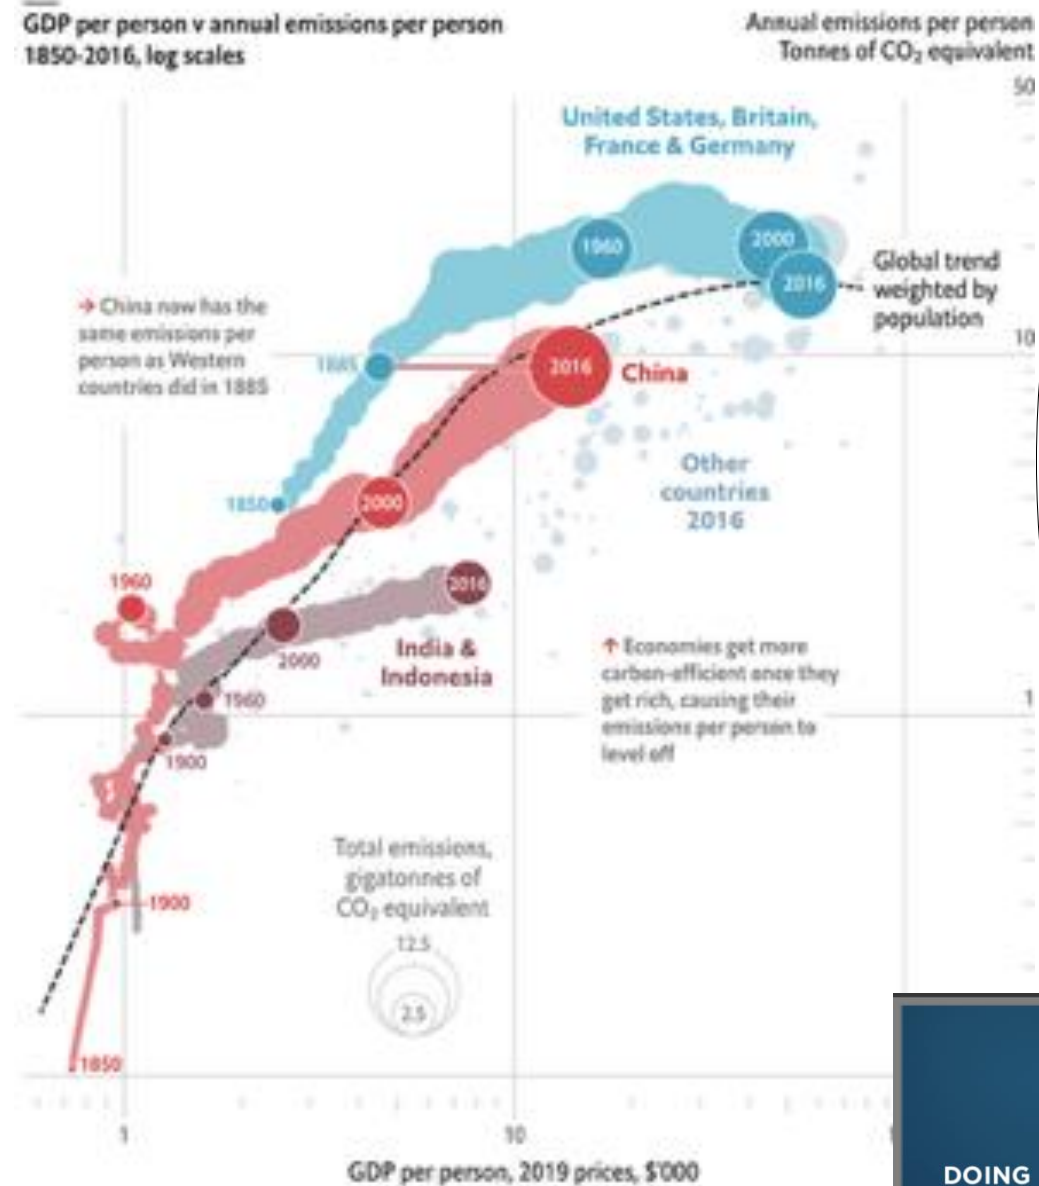 GDP per person v annual emissions per person
1850-2016, log scales
Annual emissions per person
Tonnes of CO₂ equivalent
50
United States, Britain,
France & Germany
1960
2000
2016
Global trend
weighted by
population
→ China now has the
same emissions per
person as Western
countries did in 1885
1885
10
2016
China
Other
countries
2016
1850
2000
1960
2016
India &
Indonesia
2000
1960
1900
↑ Economies get more
carbon-efficient once they
get rich, causing their
emissions per person to
level off
1
Total emissions,
gigatonnes of
CO₂ equivalent
12.5
2.5
1900
1850
1
10
GDP per person, 2019 prices, $'000
DOING